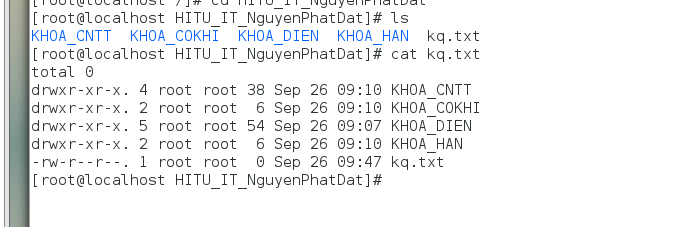 [root@localhost /]# cd HITU_IT_NguyenPhatDat
[root@localhost HITU_IT_NguyenPhatDat]# ls
KHOA_CNTT  KHOA_COKHI  KHOA_DIEN  KHOA_HAN  kq.txt
[root@localhost HITU_IT_NguyenPhatDat]# cat kq.txt
total 0
drwxr-xr-x. 4 root root 38 Sep 26 09:10 KHOA_CNTT
drwxr-xr-x. 2 root root  6 Sep 26 09:10 KHOA_COKHI
drwxr-xr-x. 5 root root 54 Sep 26 09:07 KHOA_DIEN
drwxr-xr-x. 2 root root  6 Sep 26 09:10 KHOA_HAN
-rw-r--r--. 1 root root  0 Sep 26 09:47 kq.txt
[root@localhost HITU_IT_NguyenPhatDat]#